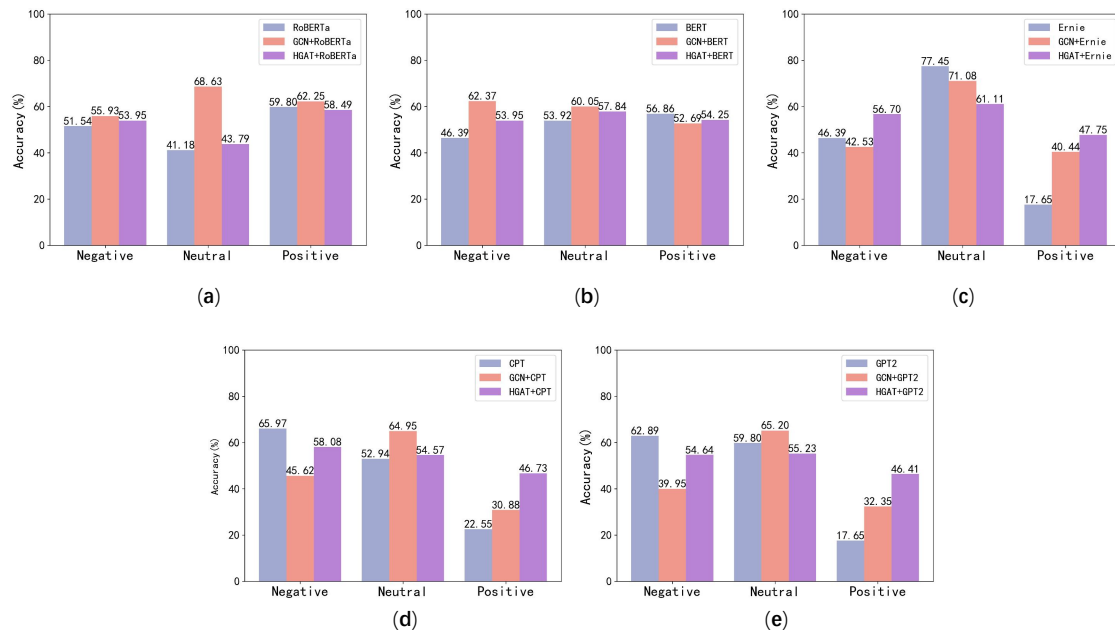 100
80
60
40
20
0
Accuracy(%)
RoBERTa
GCN+RoBERTa
HGAT+RoBERTa
51.54
55.93
53.95
41.18
68.63
43.79
59.80
62.25
58.49
Negative
Neutral
Positive
(a)
100
80
60
40
20
0
Accuracy(%)
BERT
GCN+BERT
HGAT+BERT
46.39
62.37
53.95
53.92
60.05
57.84
56.86
52.69
54.25
Negative
Neutral
Positive
(b)
100
80
60
40
20
0
Accuracy(%)
Ernie
GCN+Ernie
HGAT+Ernie
46.39
42.53
56.70
77.45
71.08
61.11
17.65
40.44
47.75
Negative
Neutral
Positive
(c)
100
80
60
40
20
0
Accuracy(%)
CPT
GCN+CPT
HGAT+CPT
65.97
45.62
58.08
52.94
64.95
54.57
22.55
30.88
46.73
Negative
Neutral
Positive
(d)
100
80
60
40
20
0
Accuracy(%)
GPT2
GCN+GPT2
HGAT+GPT2
62.89
39.95
54.64
59.80
65.20
55.23
17.65
32.35
46.41
Negative
Neutral
Positive
(e)